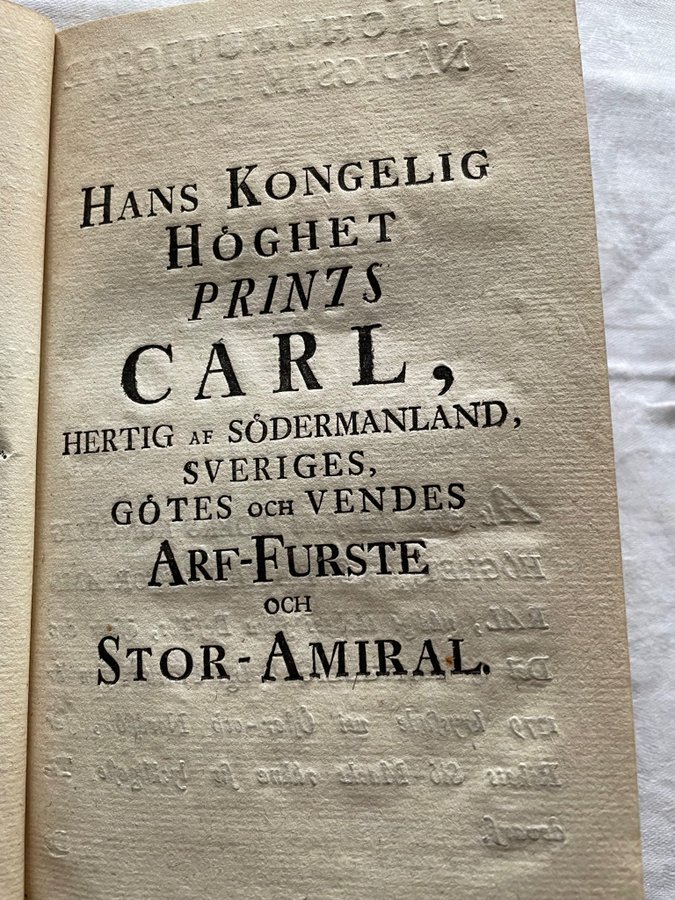 HANS KONGELIG
HÖGHET
PRINTS
CARL,
HERTIG AF SÖDERMANLAND,
SVERIGES,
GÖTES OCH VENDES
ARF-FURSTE
OCH
STOR-AMIRAL.